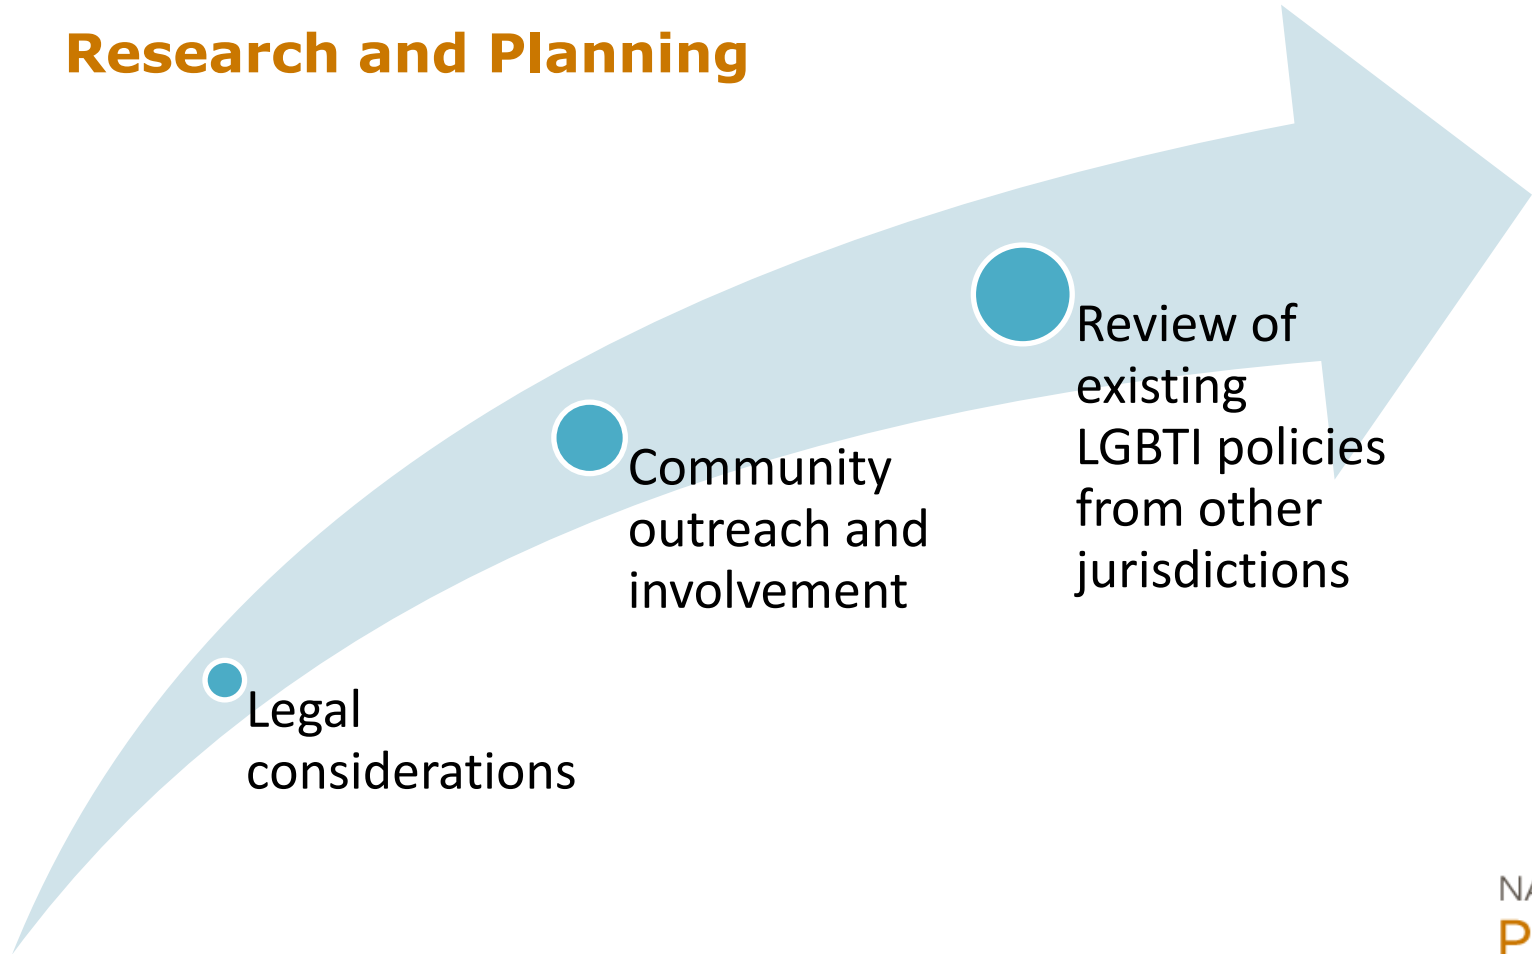 Research and Planning
Review of
existing
LGBTI policies
from other
jurisdictions
Community
outreach and
involvement
Legal
considerations